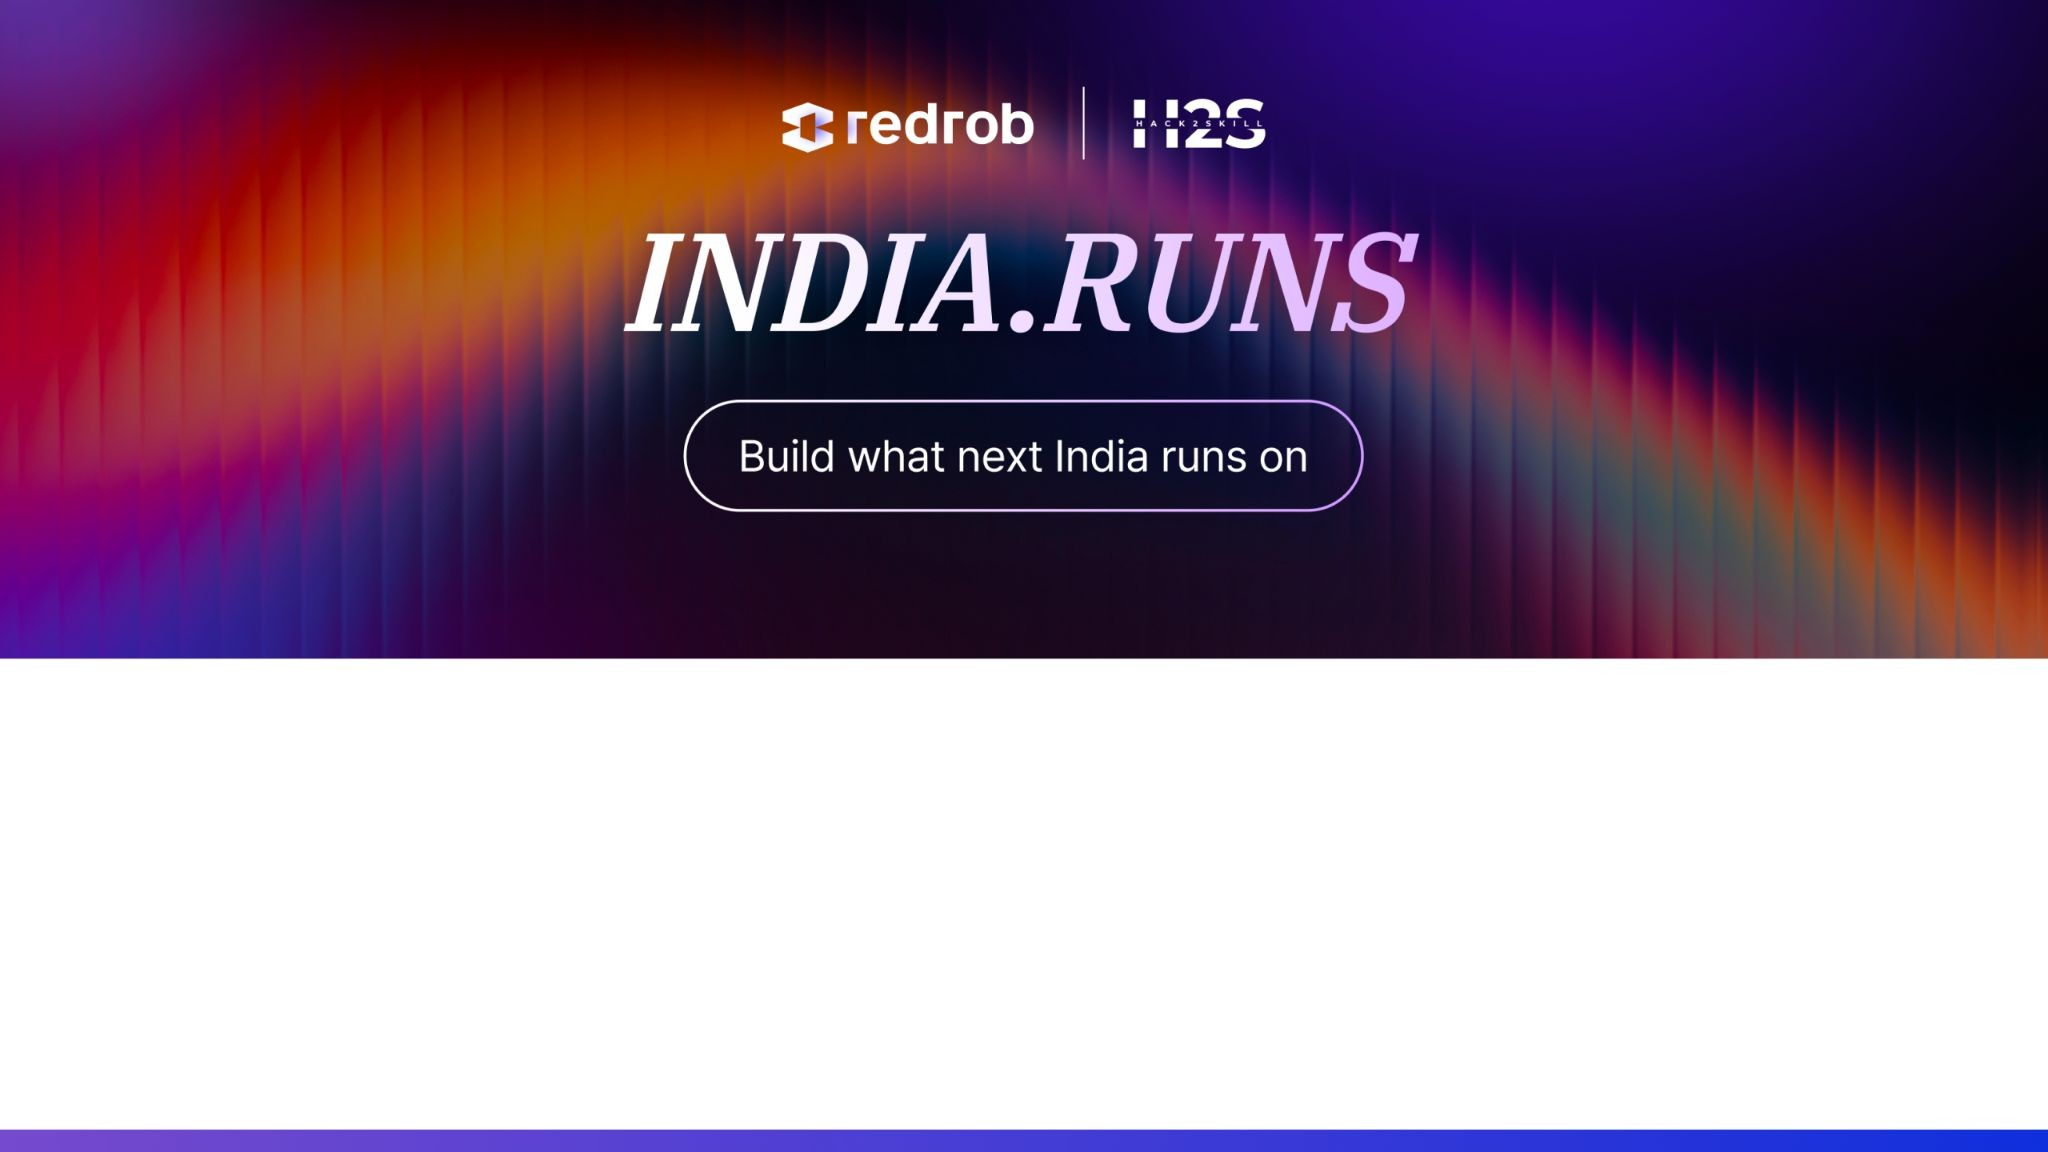 redrob
H2S
HACK2SKILL
INDIA.RUNS
Build what next India runs on